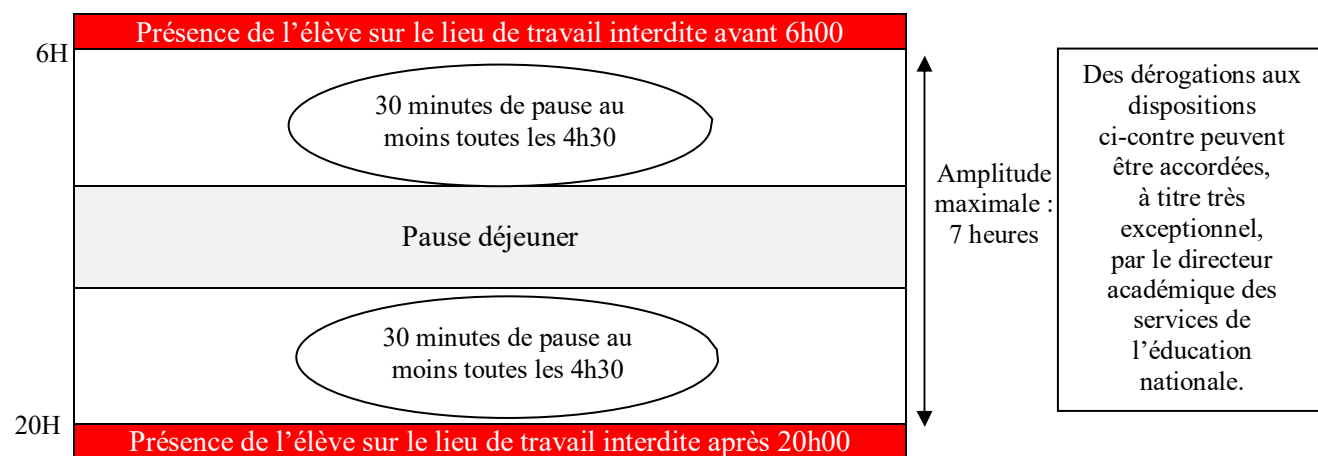 Présence de l’élève sur le lieu de travail interdite avant 6h00
6H
30 minutes de pause au
moins toutes les 4h30
Pause déjeuner
30 minutes de pause au
moins toutes les 4h30
20H
Présence de l’élève sur le lieu de travail interdite après 20h00
Amplitude
maximale :
7 heures
Des dérogations aux
dispositions
ci-contre peuvent
être accordées,
à titre très
exceptionnel,
par le directeur
académique des
services de
l’éducation
nationale.